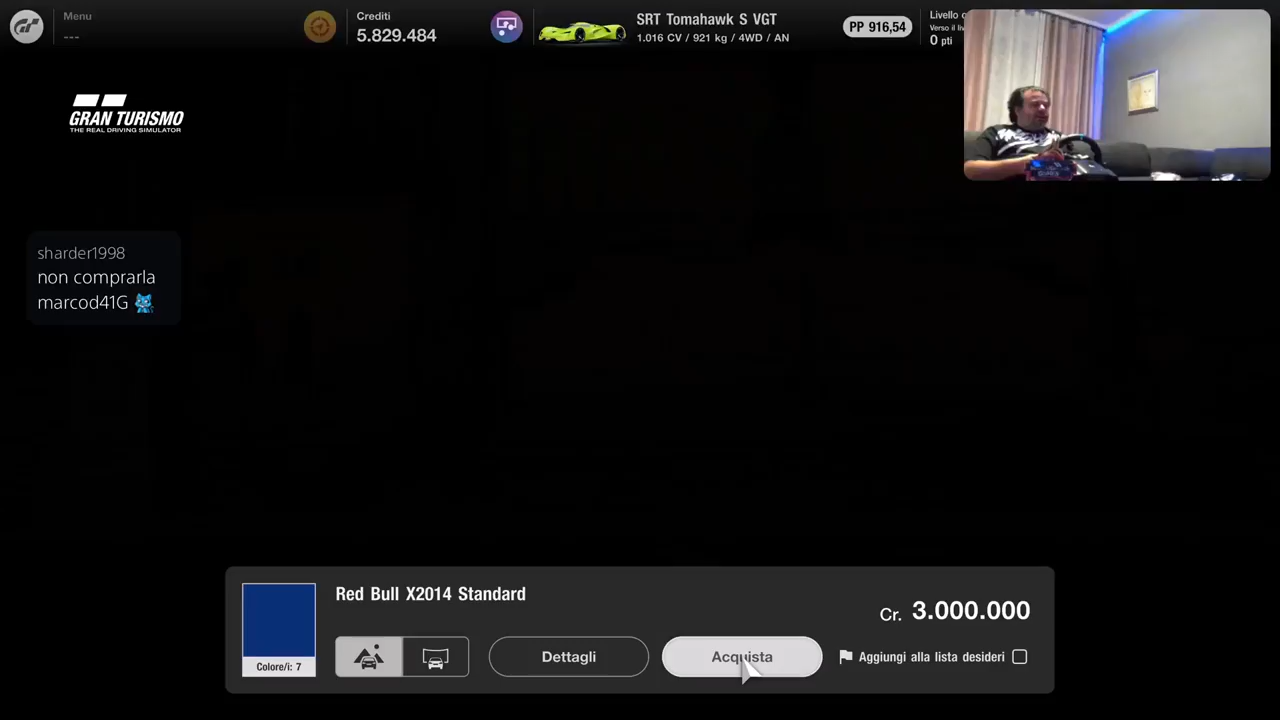 Menu
---
Crediti
5.829.484
SRT Tomahawk S VGT
1.016 CV / 921 kg / 4WD / AN
PP 916,54
Livello
Verso il
0 pti
GRAN TURISMO
THE REAL DRIVING SIMULATOR
sharder1998
non comprarla
marcod41G
Red Bull X2014 Standard
Cr. 3.000.000
Colore/i: 7
Dettagli
Acquista
Aggiungi alla lista desideri